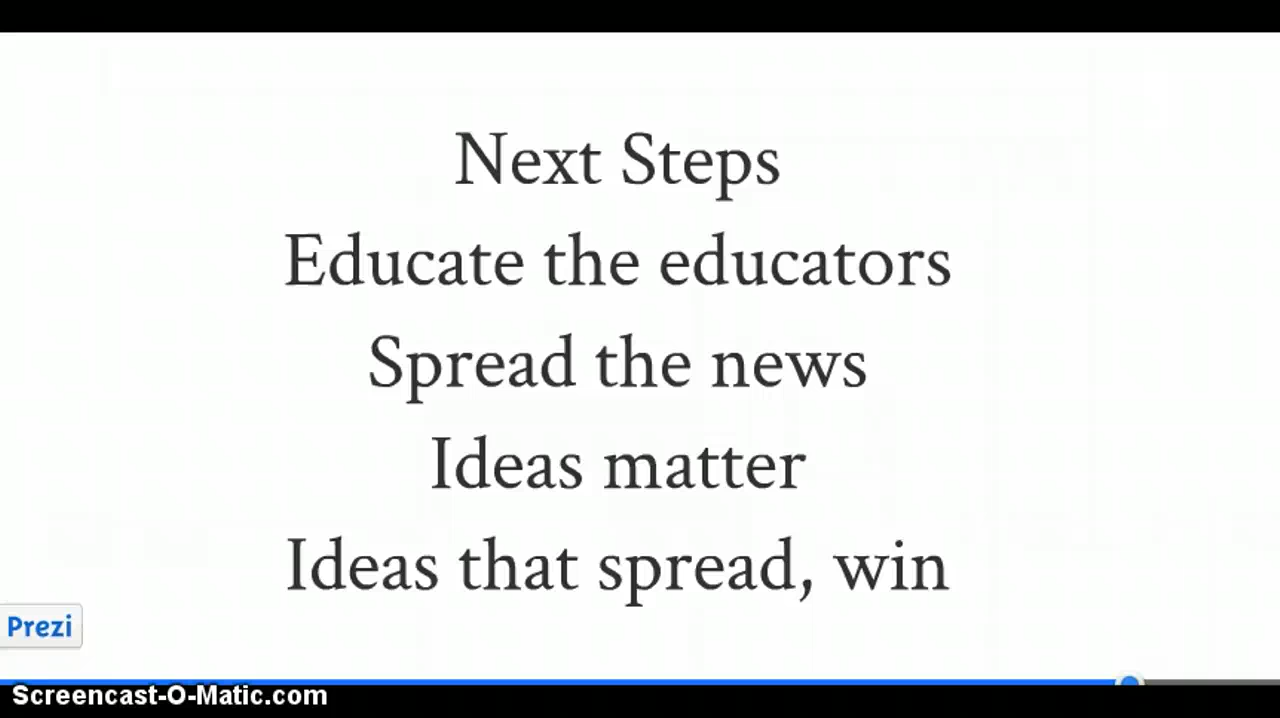 Next Steps
Educate the educators
Spread the news
Ideas matter
Ideas that spread, win
Prezi
Screencast-O-Matic.com